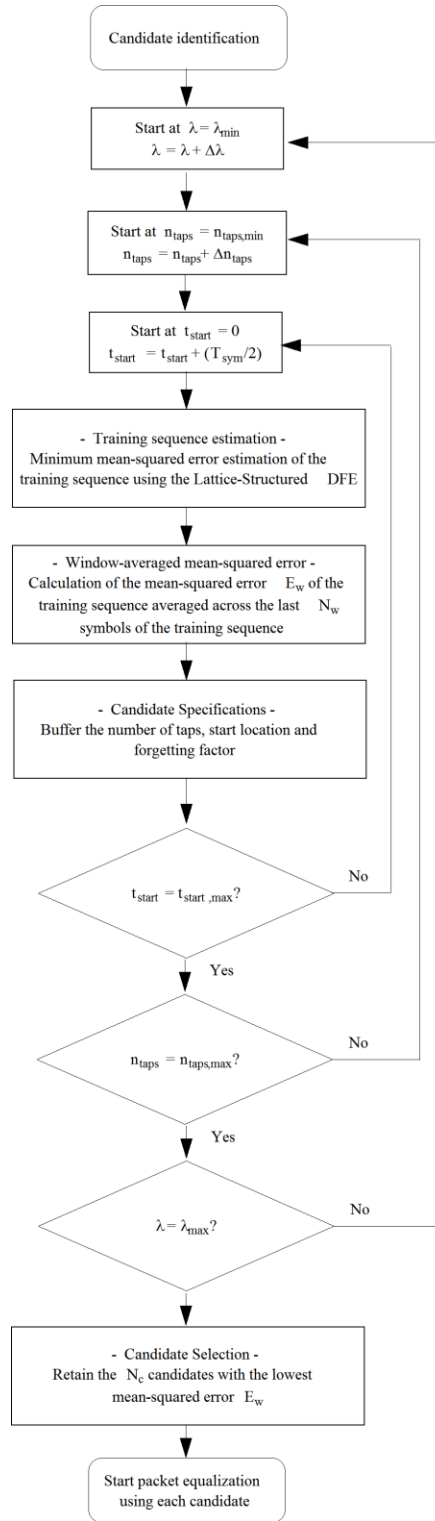 Candidate identification
Start at λ = λmin
λ = λ + Δλ
Start at ntaps = ntaps,min
ntaps = ntaps + Δntaps
Start at tstart = 0
tstart = tstart + (Tsym/2)
- Training sequence estimation -
Minimum mean-squared error estimation of the
training sequence using the Lattice-Structured DFE
- Window-averaged mean-squared error -
Calculation of the mean-squared error Ew of the
training sequence averaged across the last Nw
symbols of the training sequence
- Candidate Specifications -
Buffer the number of taps, start location and
forgetting factor
tstart = tstart ,max?
No
Yes
ntaps = ntaps,max?
No
Yes
λ = λmax?
No
- Candidate Selection -
Retain the Nc candidates with the lowest
mean-squared error Ew
Start packet equalization
using each candidate